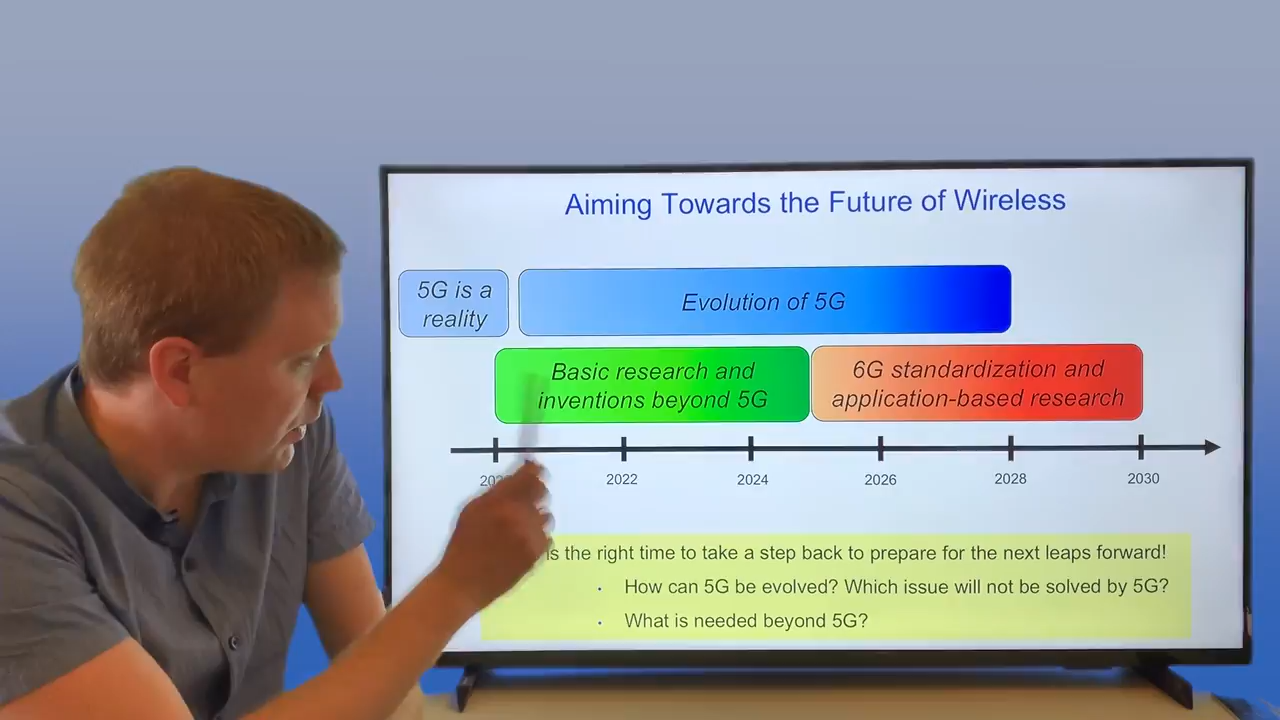 Aiming Towards the Future of Wireless
5G is a
reality
Evolution of 5G
Basic research and
inventions beyond 5G
6G standardization and
application-based research
2022
2024
2026
2028
2030
is the right time to take a step back to prepare for the next leaps forward!
· How can 5G be evolved? Which issue will not be solved by 5G?
· What is needed beyond 5G?